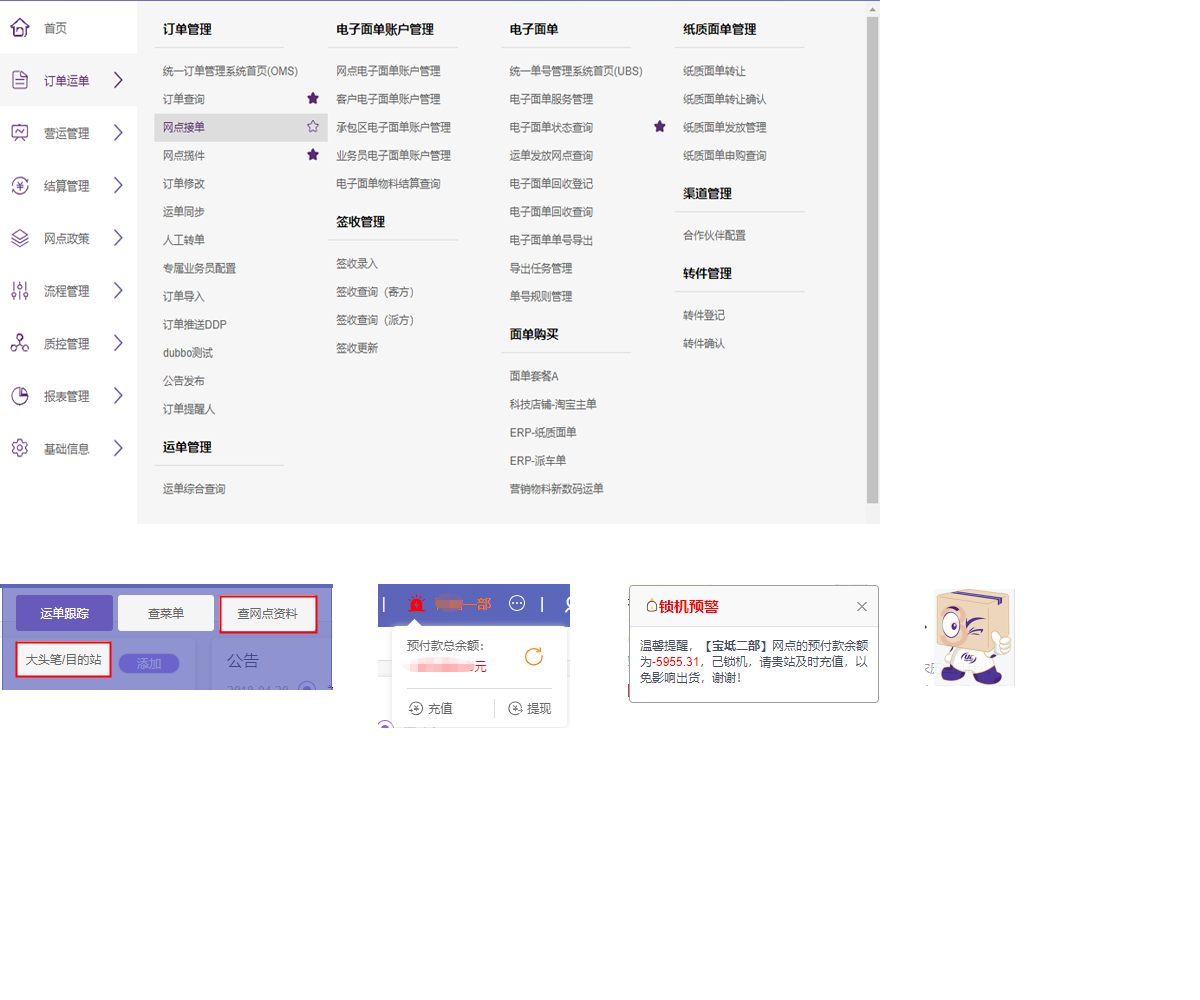 首页
订单运单
营运管理
结算管理
网点政策
流程管理
质控管理
报表管理
基础信息
订单管理
统一订单管理系统首页(OMS)
订单查询
网点接单
网点揽件
订单修改
运单同步
人工转单
专属业务员配置
订单导入
订单推送DDP
dubbo测试
公告发布
订单提醒人
运单管理
运单综合查询
电子面单账户管理
网点电子面单账户管理
客户电子面单账户管理
承包区电子面单账户管理
业务员电子面单账户管理
电子面单物料结算查询
签收管理
签收录入
签收查询（寄方）
签收查询（派方）
签收更新
电子面单
统一单号管理系统首页(UBS)
电子面单服务管理
电子面单状态查询
运单发放网点查询
电子面单回收登记
电子面单回收查询
电子面单单号导出
导出任务管理
单号规则管理
面单购买
面单套餐A
科技店铺-淘宝主单
ERP-纸质面单
ERP-派车单
营销物料新数码运单
纸质面单管理
纸质面单转让
纸质面单转让确认
纸质面单发放管理
纸质面单申购查询
渠道管理
合作伙伴配置
转件管理
转件登记
转件确认
运单跟踪
查菜单
查网点资料
大头笔/目的站
添加
公告
一部
预付款总余额：
元
充值
提现
锁机预警
温馨提醒，【宝坻二部】网点的预付款余额
为-5955.31，已锁机，请贵站及时充值，以
免影响出货，谢谢！